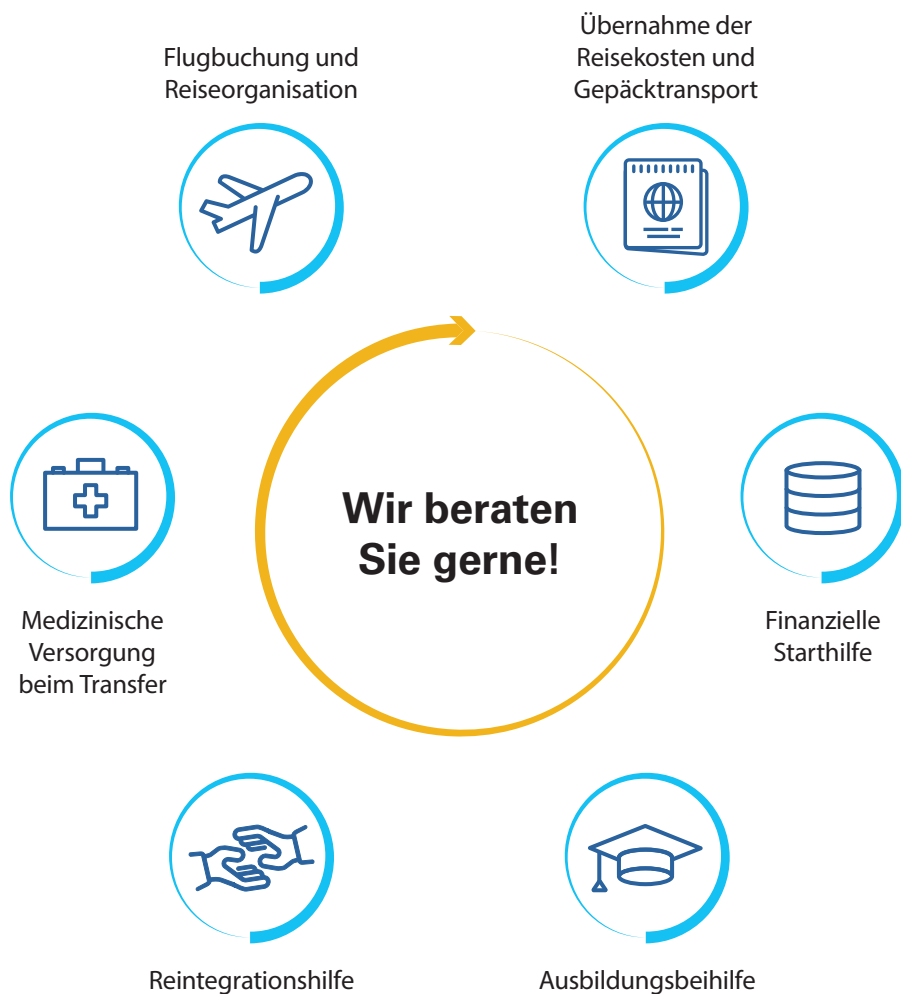 Flugbuchung und
Reiseorganisation
Übernahme der
Reisekosten und
Gepäcktransport
Wir beraten
Sie gerne!
Medizinische
Versorgung
beim Transfer
Finanzielle
Starthilfe
Reintegrationshilfe
Ausbildungsbeihilfe